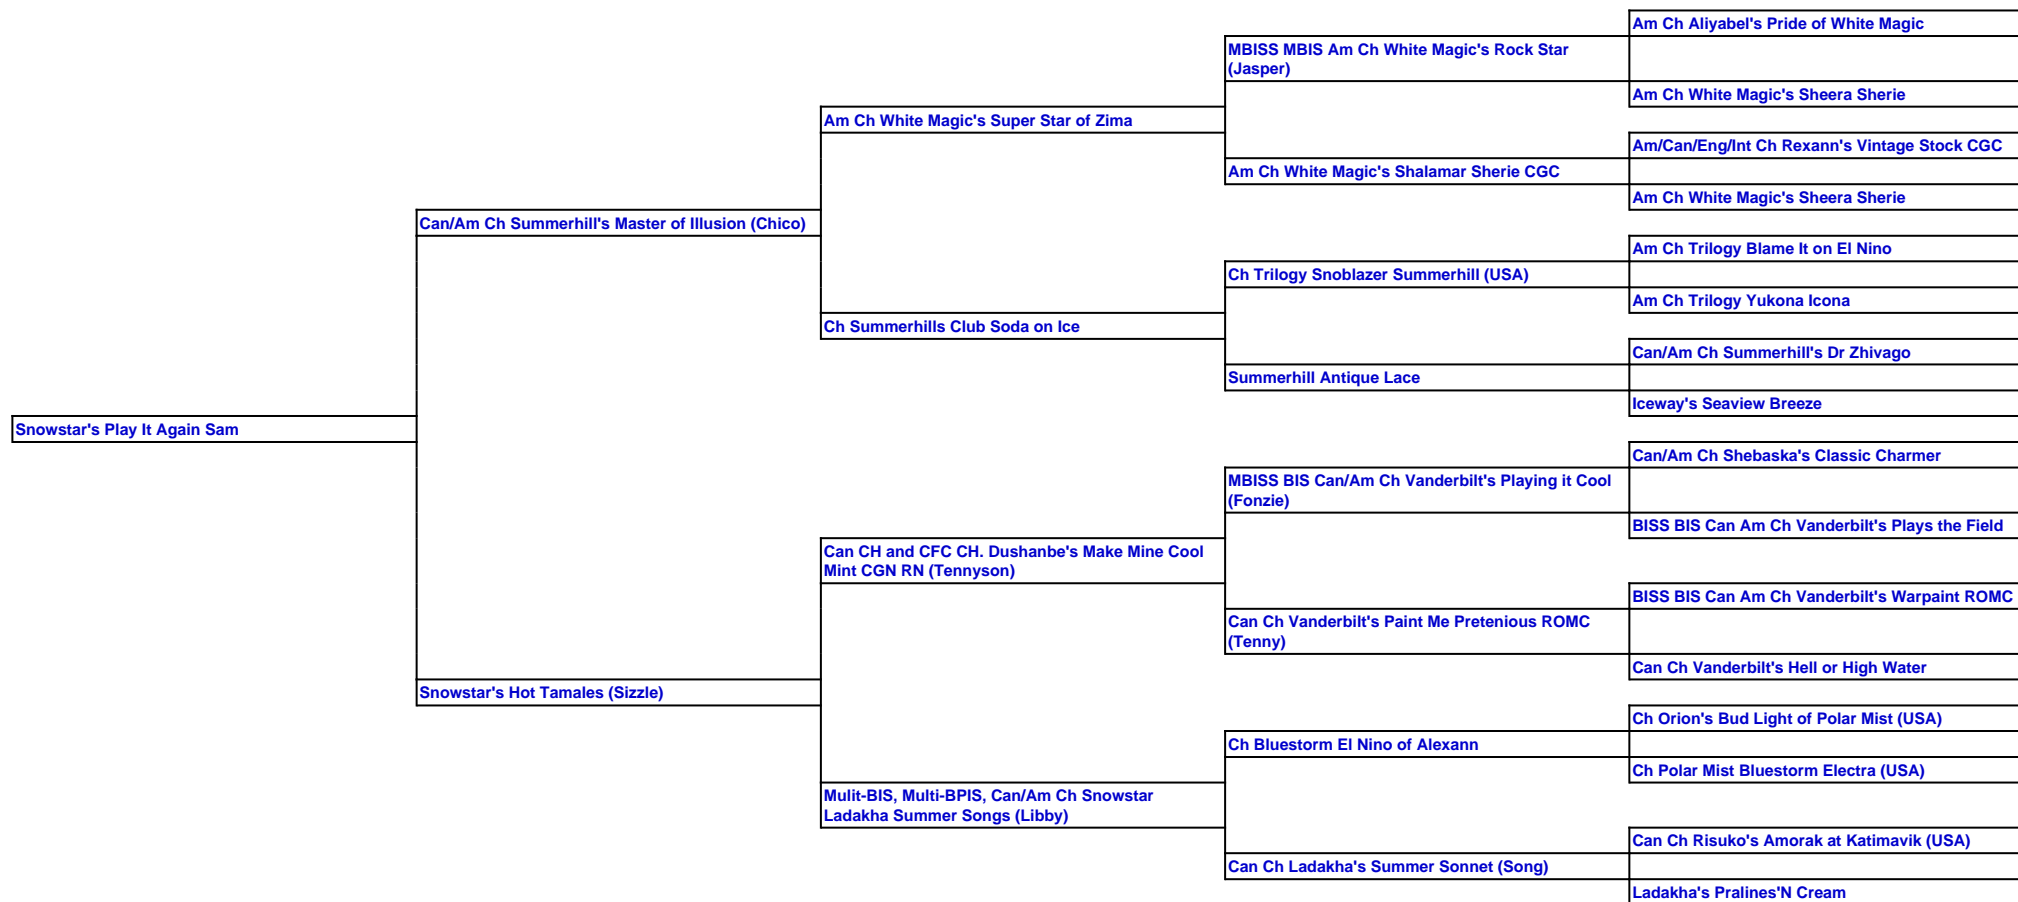 Am Ch Aliyabel's Pride of White Magic
MBISS MBIS Am Ch White Magic's Rock Star
(Jasper)
Am Ch White Magic's Sheera Sherie
Am Ch White Magic's Super Star of Zima
Am/Can/Eng/Int Ch Rexann's Vintage Stock CGC
Am Ch White Magic's Shalamar Sherie CGC
Am Ch White Magic's Sheera Sherie
Can/Am Ch Summerhill's Master of Illusion (Chico)
Am Ch Trilogy Blame It on El Nino
Ch Trilogy Snoblazer Summerhill (USA)
Am Ch Trilogy Yukona Icona
Ch Summerhills Club Soda on Ice
Can/Am Ch Summerhill's Dr Zhivago
Summerhill Antique Lace
Iceway's Seaview Breeze
Snowstar's Play It Again Sam
Can/Am Ch Shebaska's Classic Charmer
MBISS BIS Can/Am Ch Vanderbilt's Playing it Cool
(Fonzie)
BISS BIS Can Am Ch Vanderbilt's Plays the Field
Can CH and CFC CH. Dushanbe's Make Mine Cool
Mint CGN RN (Tennyson)
BISS BIS Can Am Ch Vanderbilt's Warpaint ROMC
Can Ch Vanderbilt's Paint Me Pretenious ROMC
(Tenny)
Can Ch Vanderbilt's Hell or High Water
Snowstar's Hot Tamales (Sizzle)
Ch Orion's Bud Light of Polar Mist (USA)
Ch Bluestorm El Nino of Alexann
Ch Polar Mist Bluestorm Electra (USA)
Mulit-BIS, Multi-BPIS, Can/Am Ch Snowstar
Ladakha Summer Songs (Libby)
Can Ch Risuko's Amorak at Katimavik (USA)
Can Ch Ladakha's Summer Sonnet (Song)
Ladakha's Pralines'N Cream